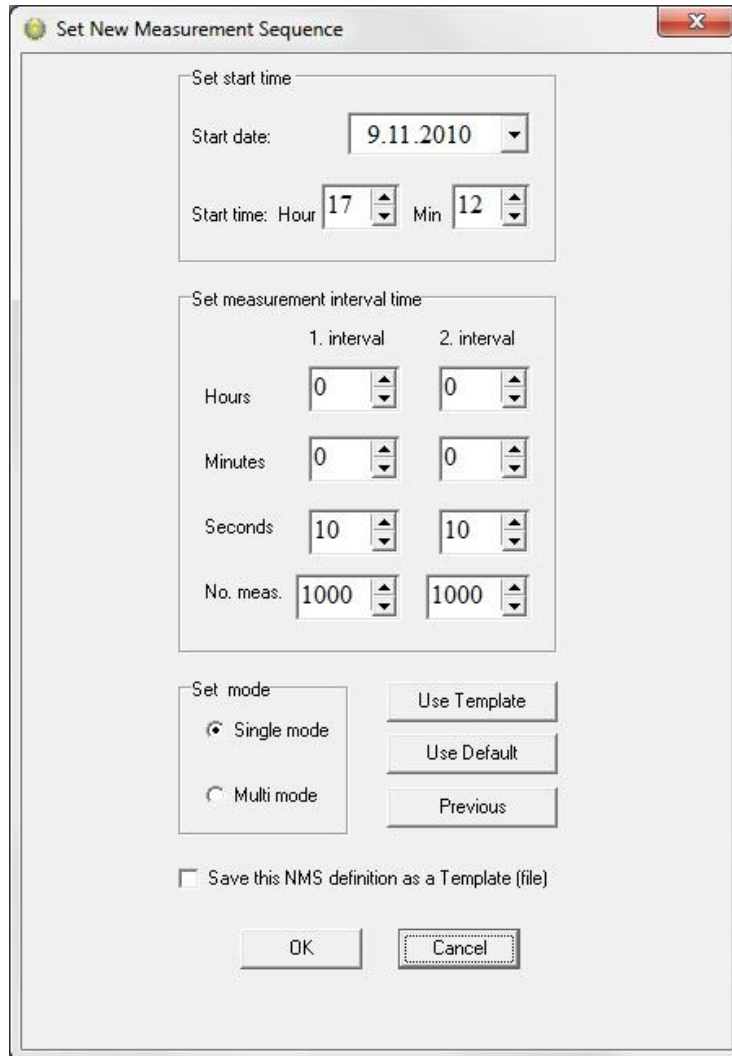 Set New Measurement Sequence
Set start time
Start date: 9.11.2010
Start time: Hour 17 Min 12
Set measurement interval time
1. interval 2. interval
Hours 0 0
Minutes 0 0
Seconds 10 10
No. meas. 1000 1000
Set mode
Single mode
Multi mode
Use Template
Use Default
Previous
Save this NMS definition as a Template (file)
OK Cancel